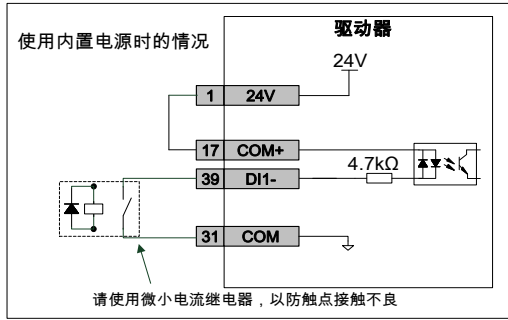 使用内置电源时的情况
驱动器
24V
1 24V
17 COM+
4.7kΩ
39 DI1-
31 COM
请使用微小电流继电器，以防触点接触不良